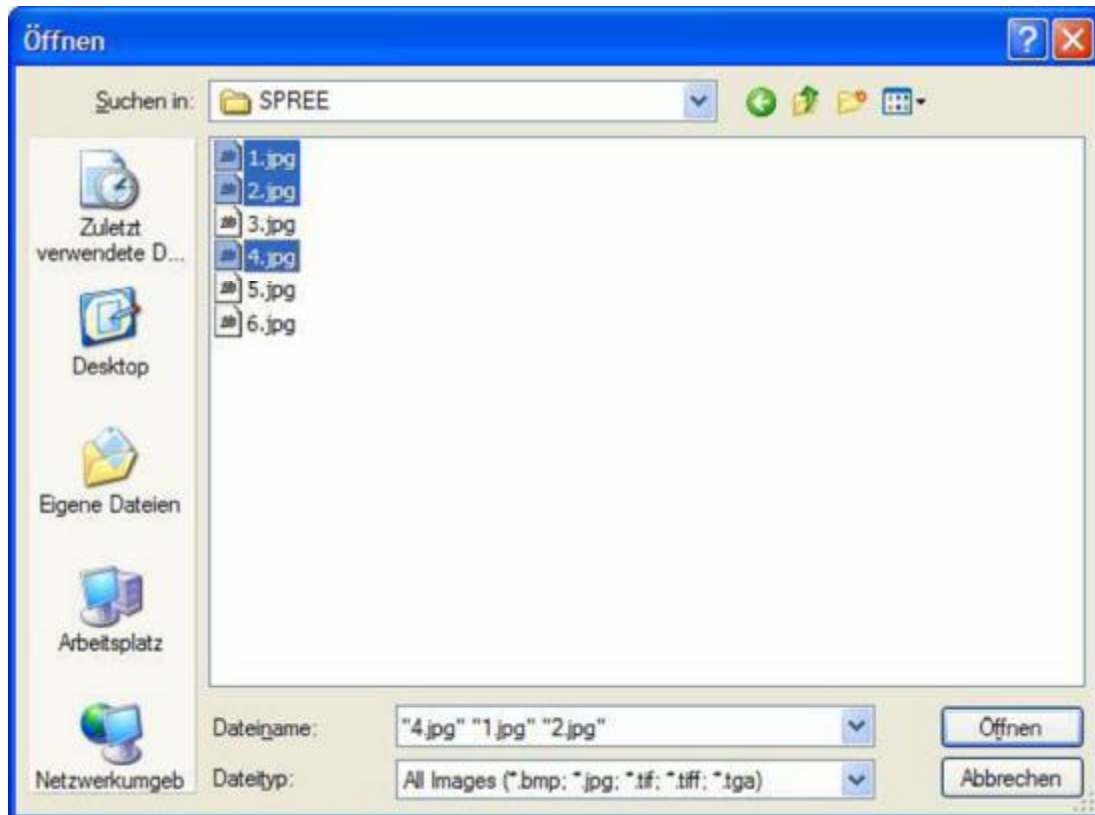 Öffnen
Suchen in: SPREE
Zuletzt
verwendete D...
Desktop
Eigene Dateien
Arbeitsplatz
Netzwerkumgeb
1.jpg
2.jpg
3.jpg
4.jpg
5.jpg
6.jpg
Dateiname: "4.jpg" "1.jpg" "2.jpg"
Öffnen
Dateityp: All Images (*.bmp; *.jpg; *.tif; *.tiff; *.tga)
Abbrechen